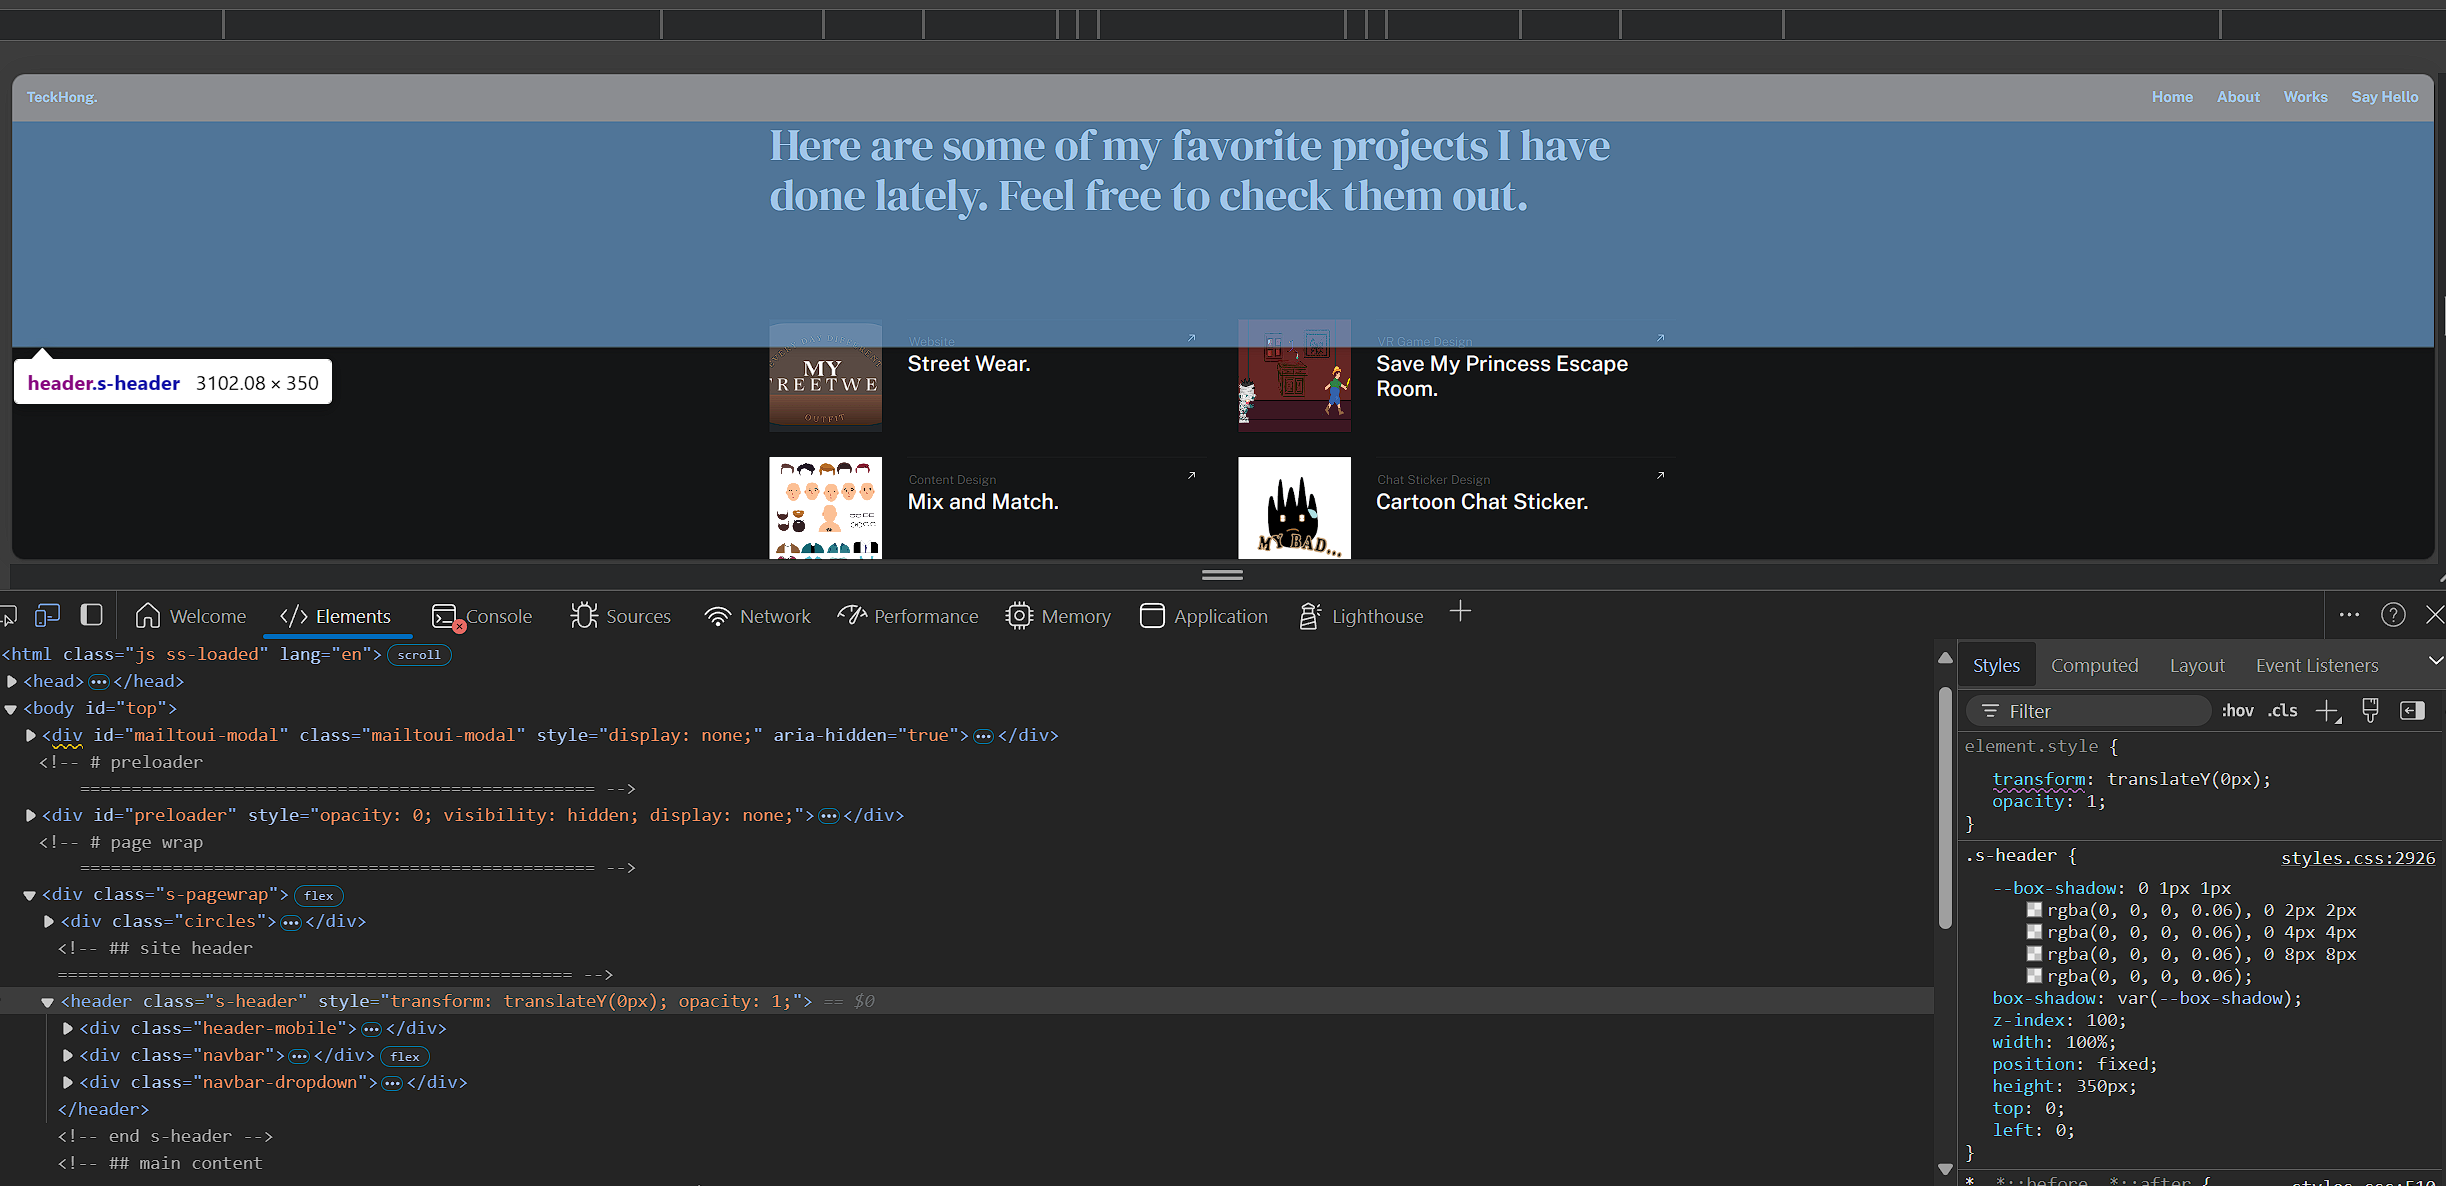 TeckHong.
Home About Works Say Hello
Here are some of my favorite projects I have
done lately. Feel free to check them out.
EVERY DAY DIFFERENT
MY
REETWE
OUTFIT
Website
Street Wear.
VR Game Design
Save My Princess Escape
Room.
header.s-header 3102.08 × 350
Content Design
Mix and Match.
MY BAD...
Chat Sticker Design
Cartoon Chat Sticker.
Welcome Elements Console Sources Network Performance Memory Application Lighthouse
<html class="js ss-loaded" lang="en"> scroll
<head> </head>
<body id="top">
<div id="mailtoui-modal" class="mailtoui-modal" style="display: none;" aria-hidden="true"> </div>
<!-- # preloader
================================================== -->
<div id="preloader" style="opacity: 0; visibility: hidden; display: none;"> </div>
<!-- # page wrap
================================================== -->
<div class="s-pagewrap"> flex
<div class="circles"> </div>
<!-- ## site header
================================================== -->
<header class="s-header" style="transform: translateY(0px); opacity: 1;"> == $0
<div class="header-mobile"> </div>
<div class="navbar"> </div> flex
<div class="navbar-dropdown"> </div>
</header>
<!-- end s-header -->
<!-- ## main content
Styles Computed Layout Event Listeners
Filter :hov .cls
element.style {
transform: translateY(0px);
opacity: 1;
}
.s-header { styles.css:2926
--box-shadow: 0 1px 1px
rgba(0, 0, 0, 0.06), 0 2px 2px
rgba(0, 0, 0, 0.06), 0 4px 4px
rgba(0, 0, 0, 0.06), 0 8px 8px
rgba(0, 0, 0, 0.06);
box-shadow: var(--box-shadow);
z-index: 100;
width: 100%;
position: fixed;
height: 350px;
top: 0;
left: 0;
}
*, *::before, *::after {